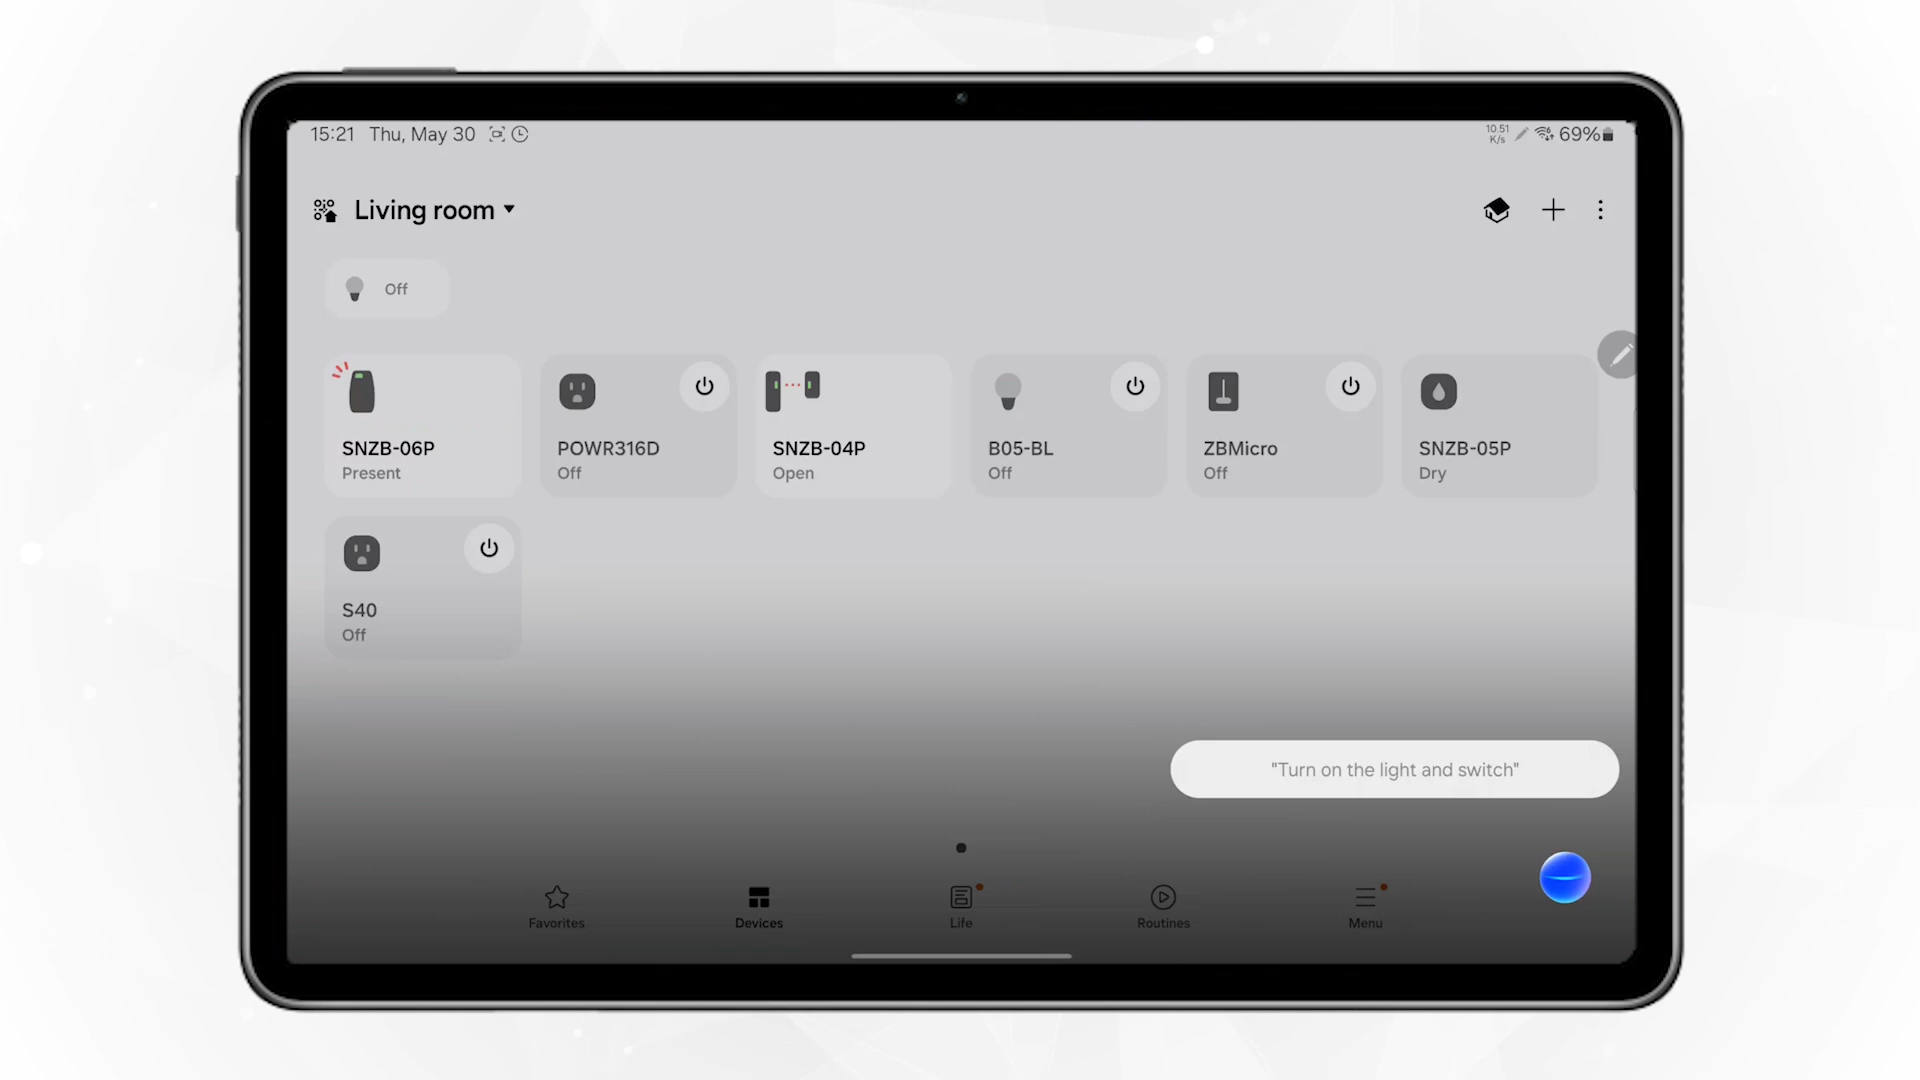 15:21 Thu, May 30
10.51 K/s 69%
Living room
Off
SNZB-06P
Present
POWR316D
Off
SNZB-04P
Open
B05-BL
Off
ZBMicro
Off
SNZB-05P
Dry
S40
Off
"Turn on the light and switch"
Favorites
Devices
Life
Routines
Menu